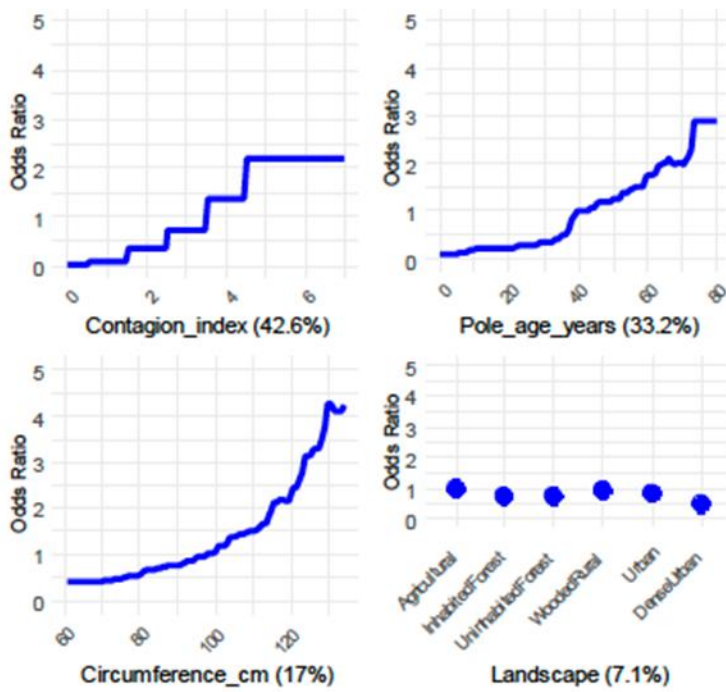 5
4
3
2
1
0
Odds Ratio
0
2
4
6
Contagion_index (42.6%)
5
4
3
2
1
0
Odds Ratio
0
20
40
60
80
Pole_age_years (33.2%)
5
4
3
2
1
0
Odds Ratio
60
80
100
120
Circumference_cm (17%)
5
4
3
2
1
0
Odds Ratio
Agricultural
InhabitedForest
UninhabitedForest
WoodedRural
Urban
DenseUrban
Landscape (7.1%)